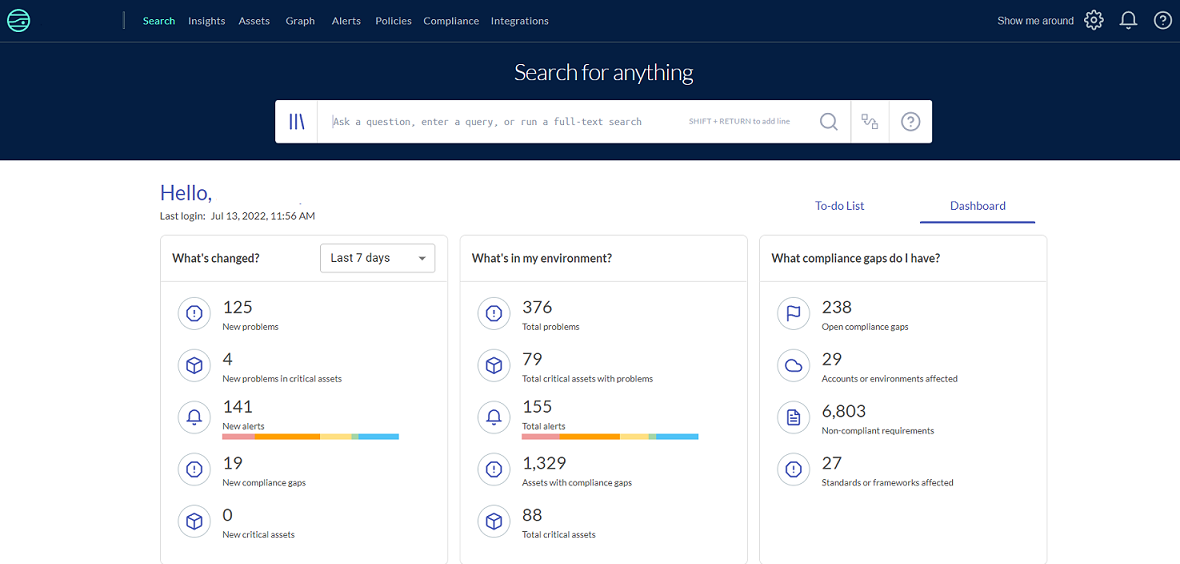 Search Insights Assets Graph Alerts Policies Compliance Integrations Show me around
Search for anything
Ask a question, enter a query, or run a full-text search SHIFT + RETURN to add line
Hello,
Last login: Jul 13, 2022, 11:56 AM
To-do List Dashboard
What's changed? Last 7 days
125
New problems
4
New problems in critical assets
141
New alerts
19
New compliance gaps
0
New critical assets
What's in my environment?
376
Total problems
79
Total critical assets with problems
155
Total alerts
1,329
Assets with compliance gaps
88
Total critical assets
What compliance gaps do I have?
238
Open compliance gaps
29
Accounts or environments affected
6,803
Non-compliant requirements
27
Standards or frameworks affected